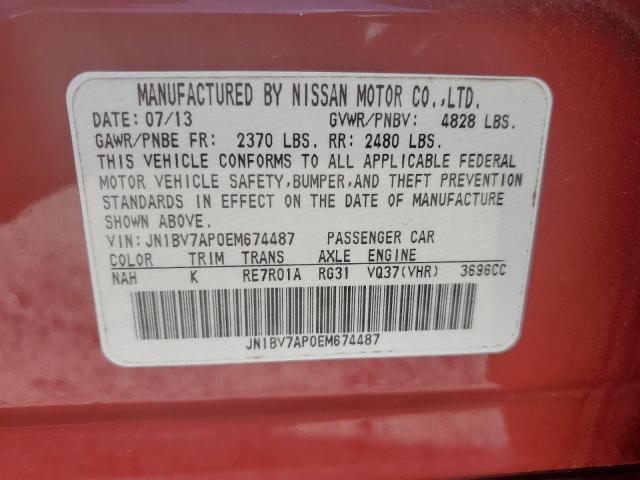 MANUFACTURED BY NISSAN MOTOR CO.,LTD.
DATE: 07/13 GVWR/PNBV: 4828 LBS.
GAWR/PNBE FR: 2370 LBS. RR: 2480 LBS.
THIS VEHICLE CONFORMS TO ALL APPLICABLE FEDERAL
MOTOR VEHICLE SAFETY,BUMPER,AND THEFT PREVENTION
STANDARDS IN EFFECT ON THE DATE OF MANUFACTURE
SHOWN ABOVE.
VIN: JN1BV7AP0EM674487 PASSENGER CAR
COLOR TRIM TRANS AXLE ENGINE
NAH K RE7R01A RG31 VQ37(VHR) 3696CC
JN1BV7AP0EM674487